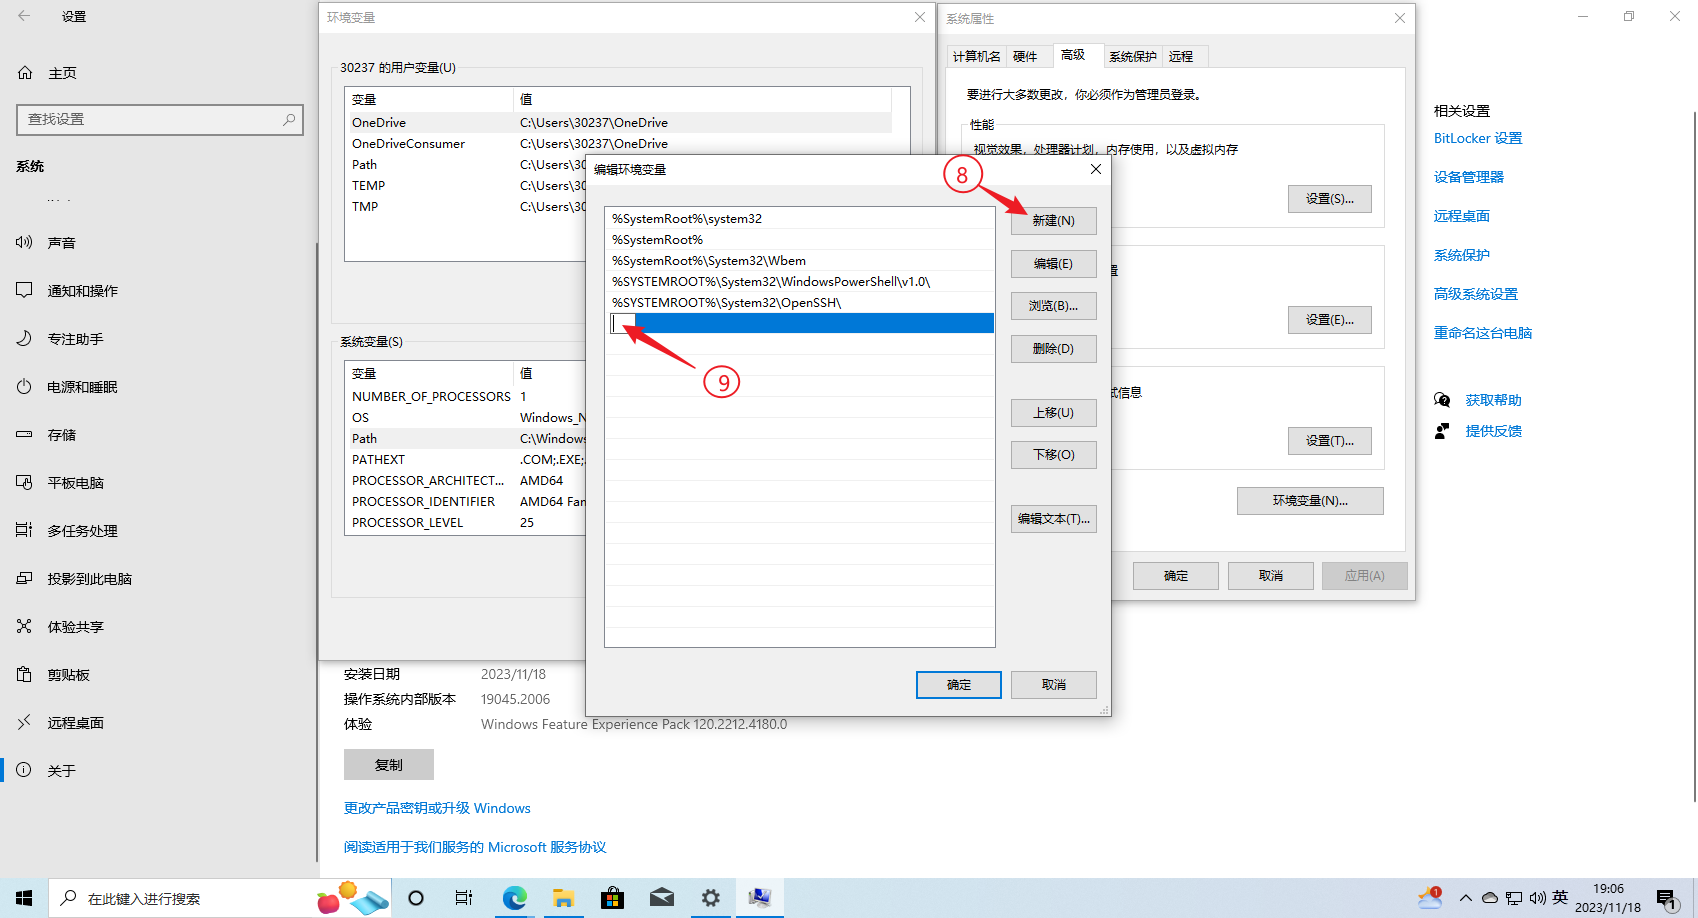 设置
主页
查找设置
系统
声音
通知和操作
专注助手
电源和睡眠
存储
平板电脑
多任务处理
投影到此电脑
体验共享
剪贴板
远程桌面
关于
环境变量
30237 的用户变量(U)
变量 值
OneDrive C:\Users\30237\OneDrive
OneDriveConsumer C:\Users\30237\OneDrive
Path C:\Users\30
TEMP C:\Users\30
TMP C:\Users\30
系统变量(S)
变量 值
NUMBER_OF_PROCESSORS 1
OS Windows_N
Path C:\Windows
PATHEXT .COM;.EXE;
PROCESSOR_ARCHITECT... AMD64
PROCESSOR_IDENTIFIER AMD64 Fan
PROCESSOR_LEVEL 25
编辑环境变量
%SystemRoot%\system32
%SystemRoot%
%SystemRoot%\System32\Wbem
%SYSTEMROOT%\System32\WindowsPowerShell\v1.0\
%SYSTEMROOT%\System32\OpenSSH\
8
9
新建(N)
编辑(E)
浏览(B)...
删除(D)
上移(U)
下移(O)
编辑文本(T)...
确定 取消
系统属性
计算机名 硬件 高级 系统保护 远程
要进行大多数更改，你必须作为管理员登录。
性能
视觉效果，处理器计划，内存使用，以及虚拟内存
设置(S)...
置
设置(E)...
试信息
设置(T)...
环境变量(N)...
确定 取消 应用(A)
安装日期 2023/11/18
操作系统内部版本 19045.2006
体验 Windows Feature Experience Pack 120.2212.4180.0
复制
更改产品密钥或升级 Windows
阅读适用于我们服务的 Microsoft 服务协议
相关设置
BitLocker 设置
设备管理器
远程桌面
系统保护
高级系统设置
重命名这台电脑
获取帮助
提供反馈
在此键入进行搜索
1
英
19:06
2023/11/18
1